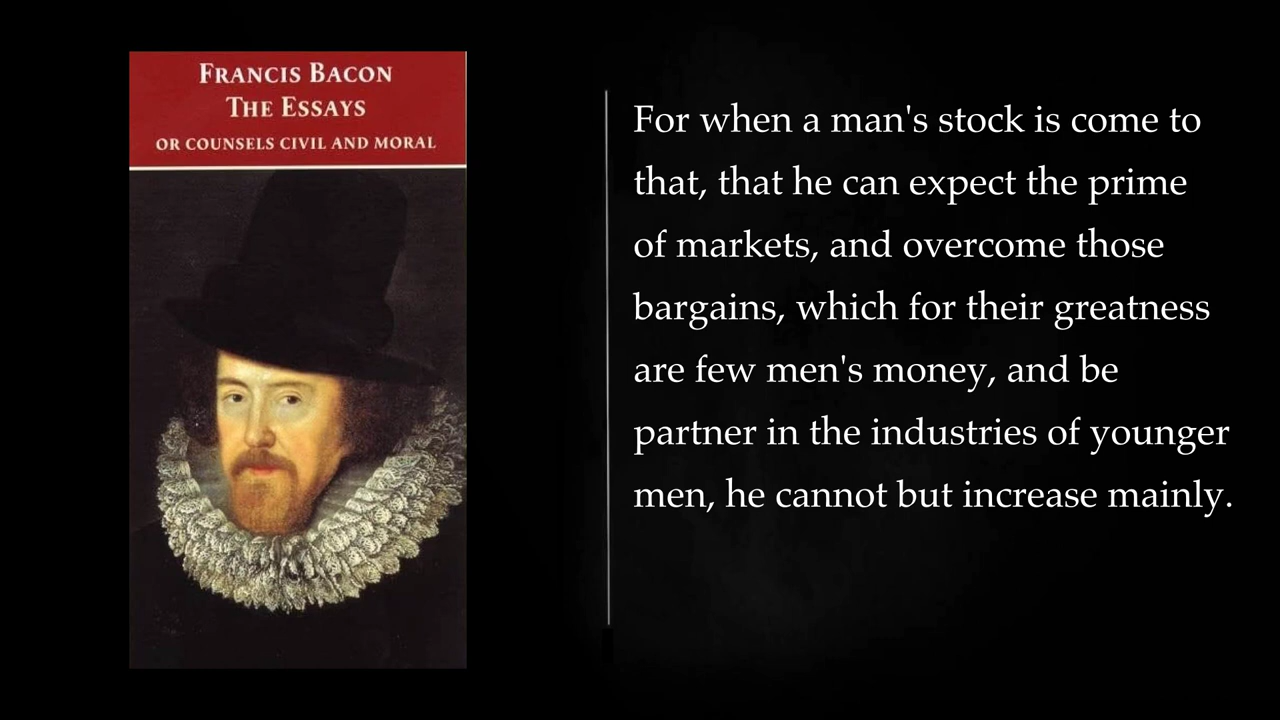 FRANCIS BACON
THE ESSAYS
OR COUNSELS CIVIL AND MORAL
For when a man's stock is come to
that, that he can expect the prime
of markets, and overcome those
bargains, which for their greatness
are few men's money, and be
partner in the industries of younger
men, he cannot but increase mainly.